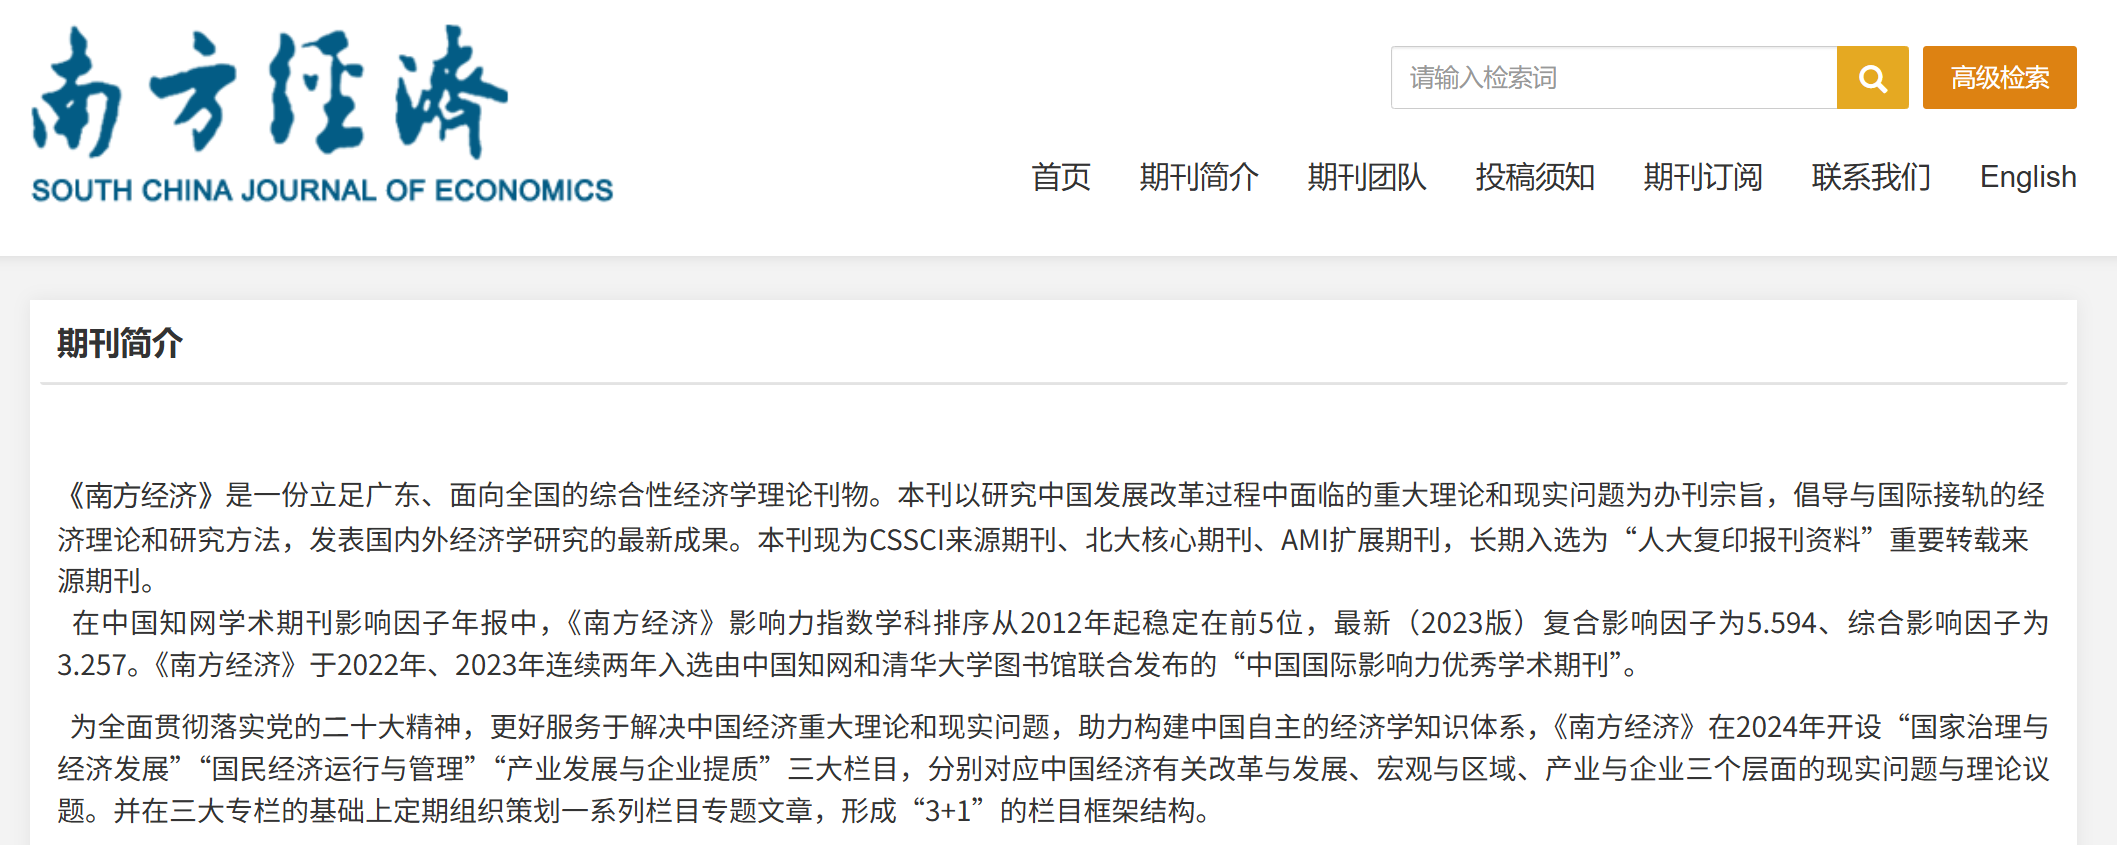 南方经濟
SOUTH CHINA JOURNAL OF ECONOMICS
请输入检索词
高级检索
首页 期刊简介 期刊团队 投稿须知 期刊订阅 联系我们 English
期刊简介
《南方经济》是一份立足广东、面向全国的综合性经济学理论刊物。本刊以研究中国发展改革过程中面临的重大理论和现实问题为办刊宗旨，倡导与国际接轨的经
济理论和研究方法，发表国内外经济学研究的最新成果。本刊现为CSSCI来源期刊、北大核心期刊、AMI扩展期刊，长期入选为“人大复印报刊资料”重要转载来
源期刊。
在中国知网学术期刊影响因子年报中，《南方经济》影响力指数学科排序从2012年起稳定在前5位，最新（2023版）复合影响因子为5.594、综合影响因子为
3.257。《南方经济》于2022年、2023年连续两年入选由中国知网和清华大学图书馆联合发布的“中国国际影响力优秀学术期刊”。
为全面贯彻落实党的二十大精神，更好服务于解决中国经济重大理论和现实问题，助力构建中国自主的经济学知识体系，《南方经济》在2024年开设“国家治理与
经济发展”“国民经济运行与管理”“产业发展与企业提质”三大栏目，分别对应中国经济有关改革与发展、宏观与区域、产业与企业三个层面的现实问题与理论议
题。并在三大专栏的基础上定期组织策划一系列栏目专题文章，形成“3+1”的栏目框架结构。